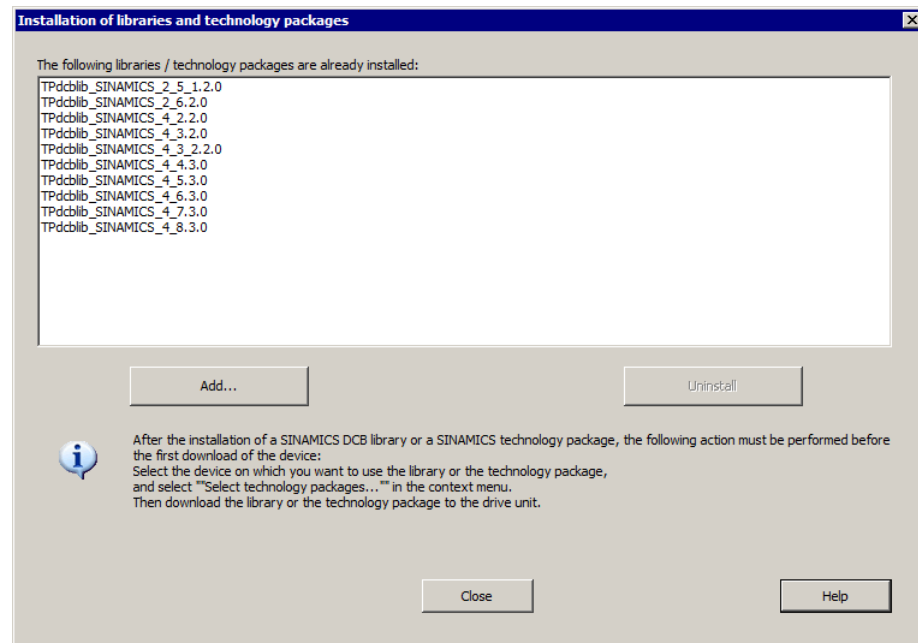 Installation of libraries and technology packages
The following libraries / technology packages are already installed:
TPdcblib_SINAMICS_2_5_1.2.0
TPdcblib_SINAMICS_2_6.2.0
TPdcblib_SINAMICS_4_2.2.0
TPdcblib_SINAMICS_4_3.2.0
TPdcblib_SINAMICS_4_3_2.2.0
TPdcblib_SINAMICS_4_4.3.0
TPdcblib_SINAMICS_4_5.3.0
TPdcblib_SINAMICS_4_6.3.0
TPdcblib_SINAMICS_4_7.3.0
TPdcblib_SINAMICS_4_8.3.0
Add...
Uninstall
After the installation of a SINAMICS DCB library or a SINAMICS technology package, the following action must be performed before
the first download of the device:
Select the device on which you want to use the library or the technology package,
and select ""Select technology packages..."" in the context menu.
Then download the library or the technology package to the drive unit.
Close
Help